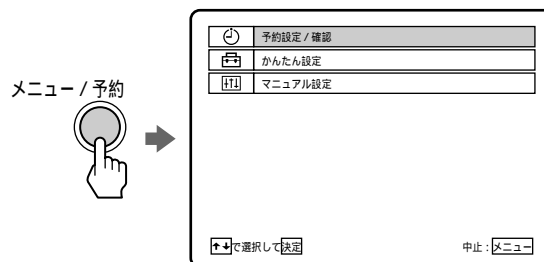 メニュー / 予約
予約設定 / 確認
かんたん設定
マニュアル設定
↑↓で選択して決定
中止 : メニュー